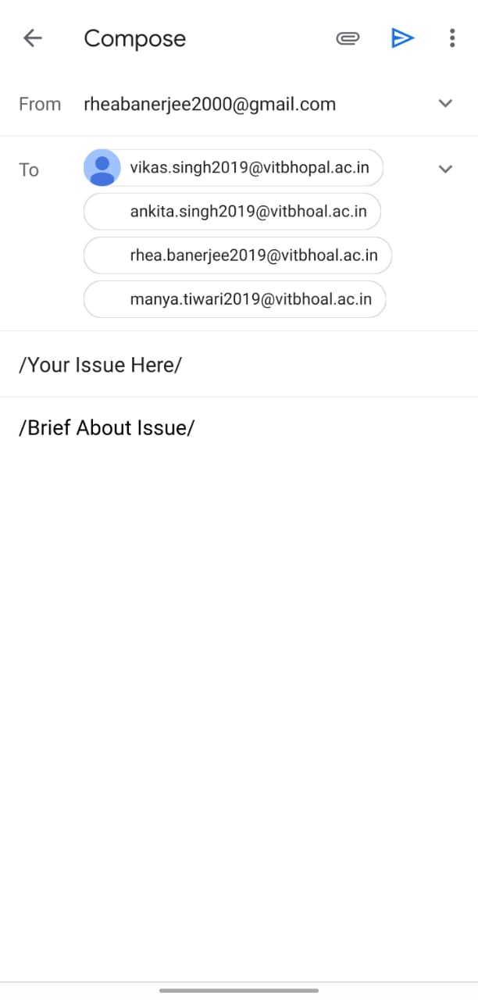 Compose
From rheabanerjee2000@gmail.com
To vikas.singh2019@vitbhopal.ac.in
ankita.singh2019@vitbhoal.ac.in
rhea.banerjee2019@vitbhoal.ac.in
manya.tiwari2019@vitbhoal.ac.in
/Your Issue Here/
/Brief About Issue/